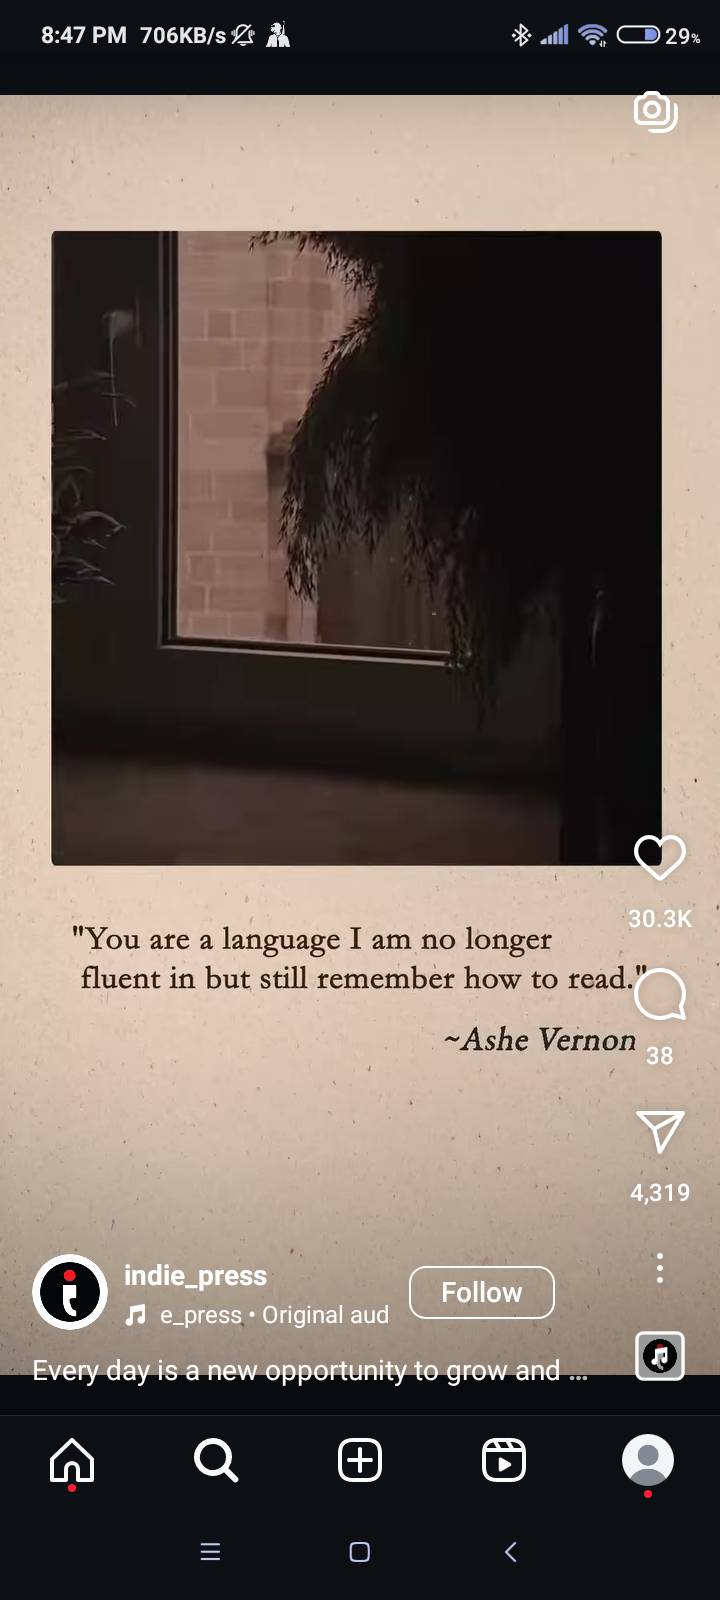 8:47 PM 706KB/s 29%
"You are a language I am no longer
fluent in but still remember how to read."
~Ashe Vernon
30.3K
38
4,319
indie_press
e_press • Original aud
Follow
Every day is a new opportunity to grow and ...